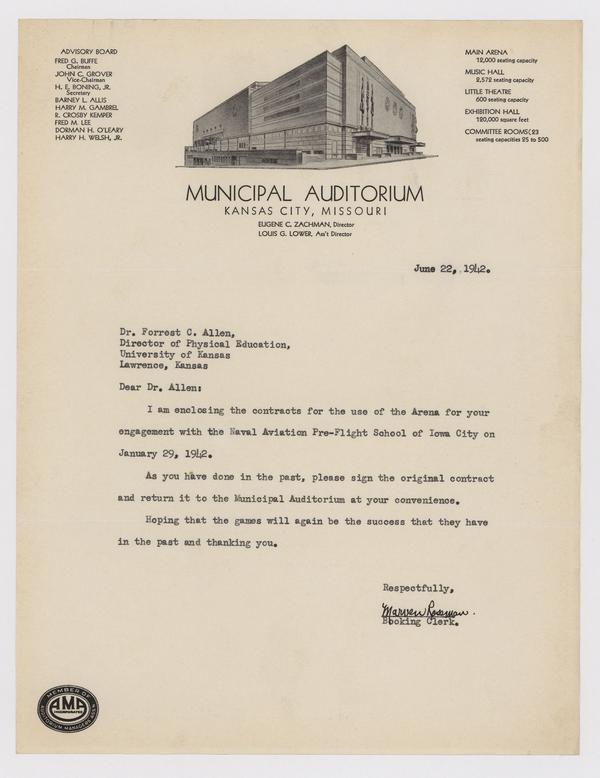 ADVISORY BOARD
FRED G. BUFFE
Chairman
JOHN C. GROVER
Vice-Chairman
H. E. BONING, JR.
Secretary
BARNEY L. ALLIS
HARRY M. GAMBREL
R. CROSBY KEMPER
FRED M. LEE
DORMAN H. O'LEARY
HARRY H. WELSH, JR.
MAIN ARENA
12,000 seating capacity
MUSIC HALL
2,572 seating capacity
LITTLE THEATRE
600 seating capacity
EXHIBITION HALL
120,000 square feet
COMMITTEE ROOMS(23
seating capacities 25 to 500
MUNICIPAL AUDITORIUM
KANSAS CITY, MISSOURI
EUGENE C. ZACHMAN, Director
LOUIS G. LOWER, Ass't Director
June 22, 1942.
Dr. Forrest C. Allen,
Director of Physical Education,
University of Kansas
Lawrence, Kansas
Dear Dr. Allen:
I am enclosing the contracts for the use of the Arena for your
engagement with the Naval Aviation Pre-Flight School of Iowa City on
January 29, 1942.
As you have done in the past, please sign the original contract
and return it to the Municipal Auditorium at your convenience.
Hoping that the games will again be the success that they have
in the past and thanking you.
Respectfully,
Marven Rossman.
Booking Clerk.
MEMBER OF
AMA
INCORPORATED
AUDITORIUM MANAGERS ASS'N